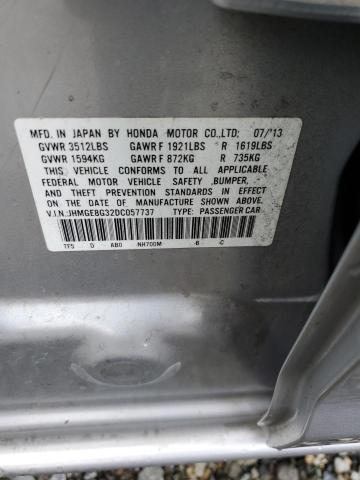 MFD. IN JAPAN BY HONDA MOTOR CO.,LTD. 07/'13
GVWR 3512LBS GAWR F 1921LBS R 1619LBS
GVWR 1594KG GAWR F 872KG R 735KG
THIS VEHICLE CONFORMS TO ALL APPLICABLE
FEDERAL MOTOR VEHICLE SAFETY ,BUMPER,
AND THEFT PREVENTION STANDARDS IN EFFECT
ON THE DATE OF MANUFACTURE SHOWN ABOVE.
V.I.N.:JHMGE8G32DC057737 TYPE: PASSENGER CAR
TF5 D AB0 NH700M -B -C